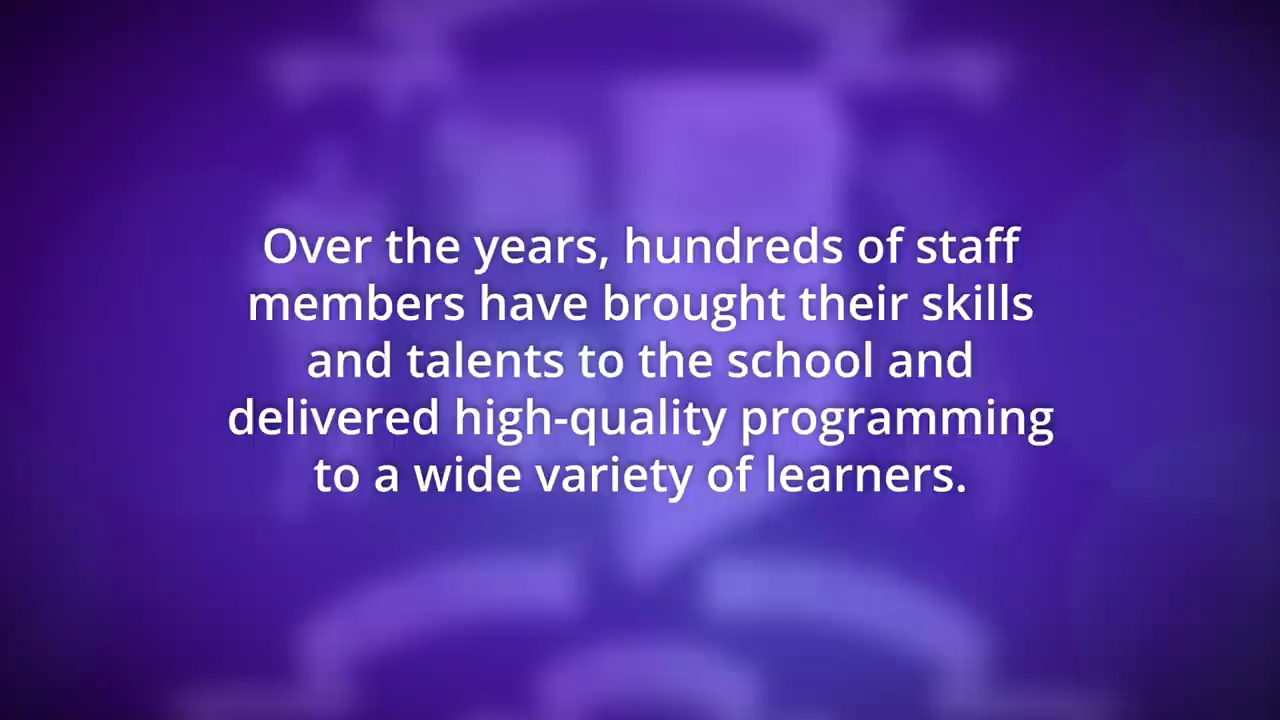 Over the years, hundreds of staff
members have brought their skills
and talents to the school and
delivered high-quality programming
to a wide variety of learners.